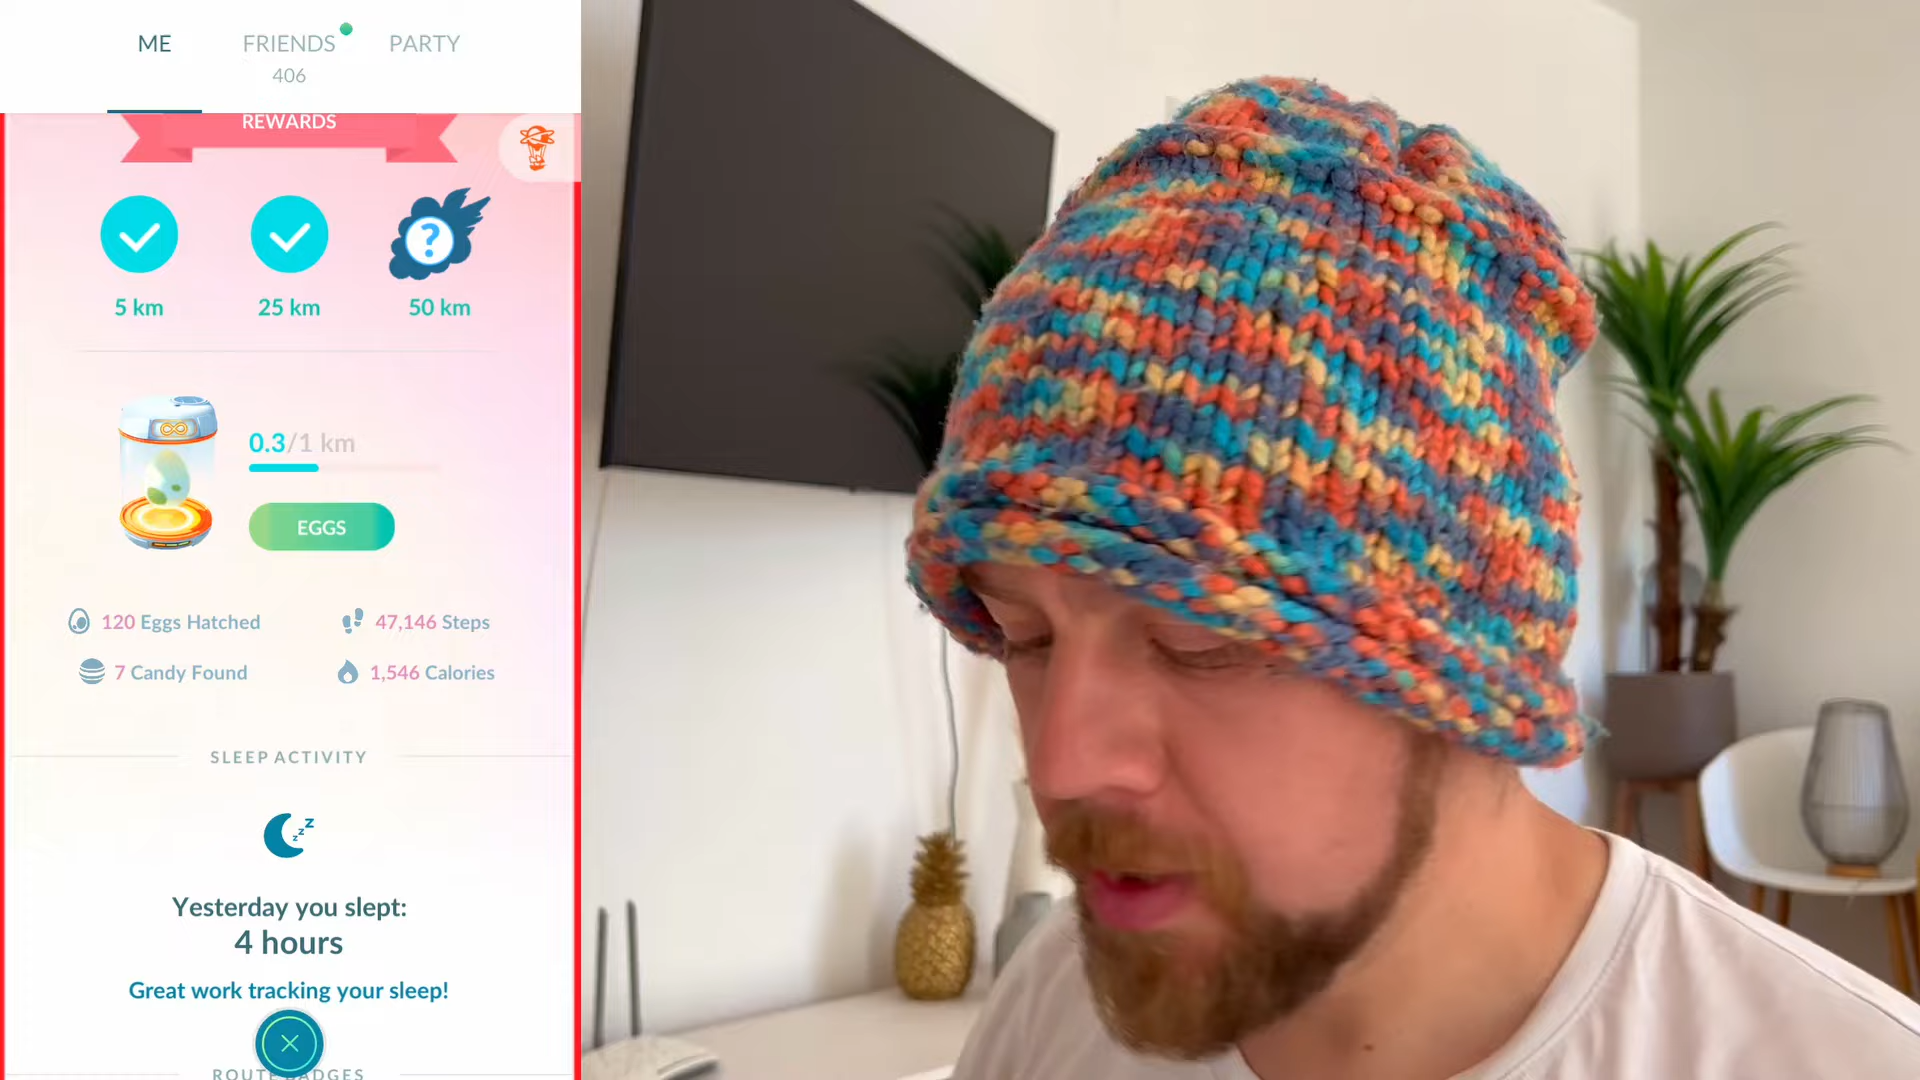 ME
FRIENDS
PARTY
406
REWARDS
?
5 km
25 km
50 km
0.3/1 km
EGGS
120 Eggs Hatched
47,146 Steps
7 Candy Found
1,546 Calories
SLEEP ACTIVITY
z z z
Yesterday you slept:
4 hours
Great work tracking your sleep!
ROUTE BADGES